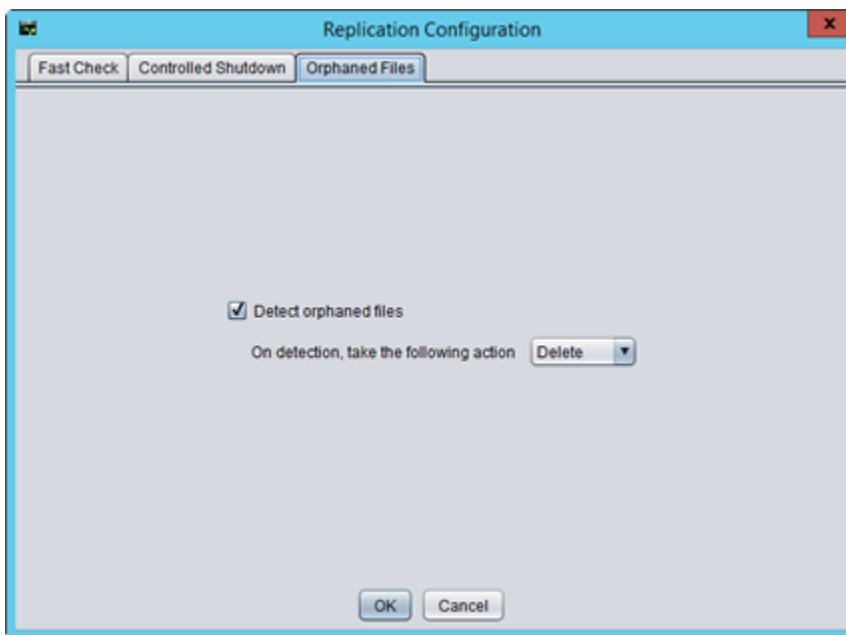 Replication Configuration
x
Fast Check Controlled Shutdown Orphaned Files
Detect orphaned files
On detection, take the following action Delete
OK Cancel